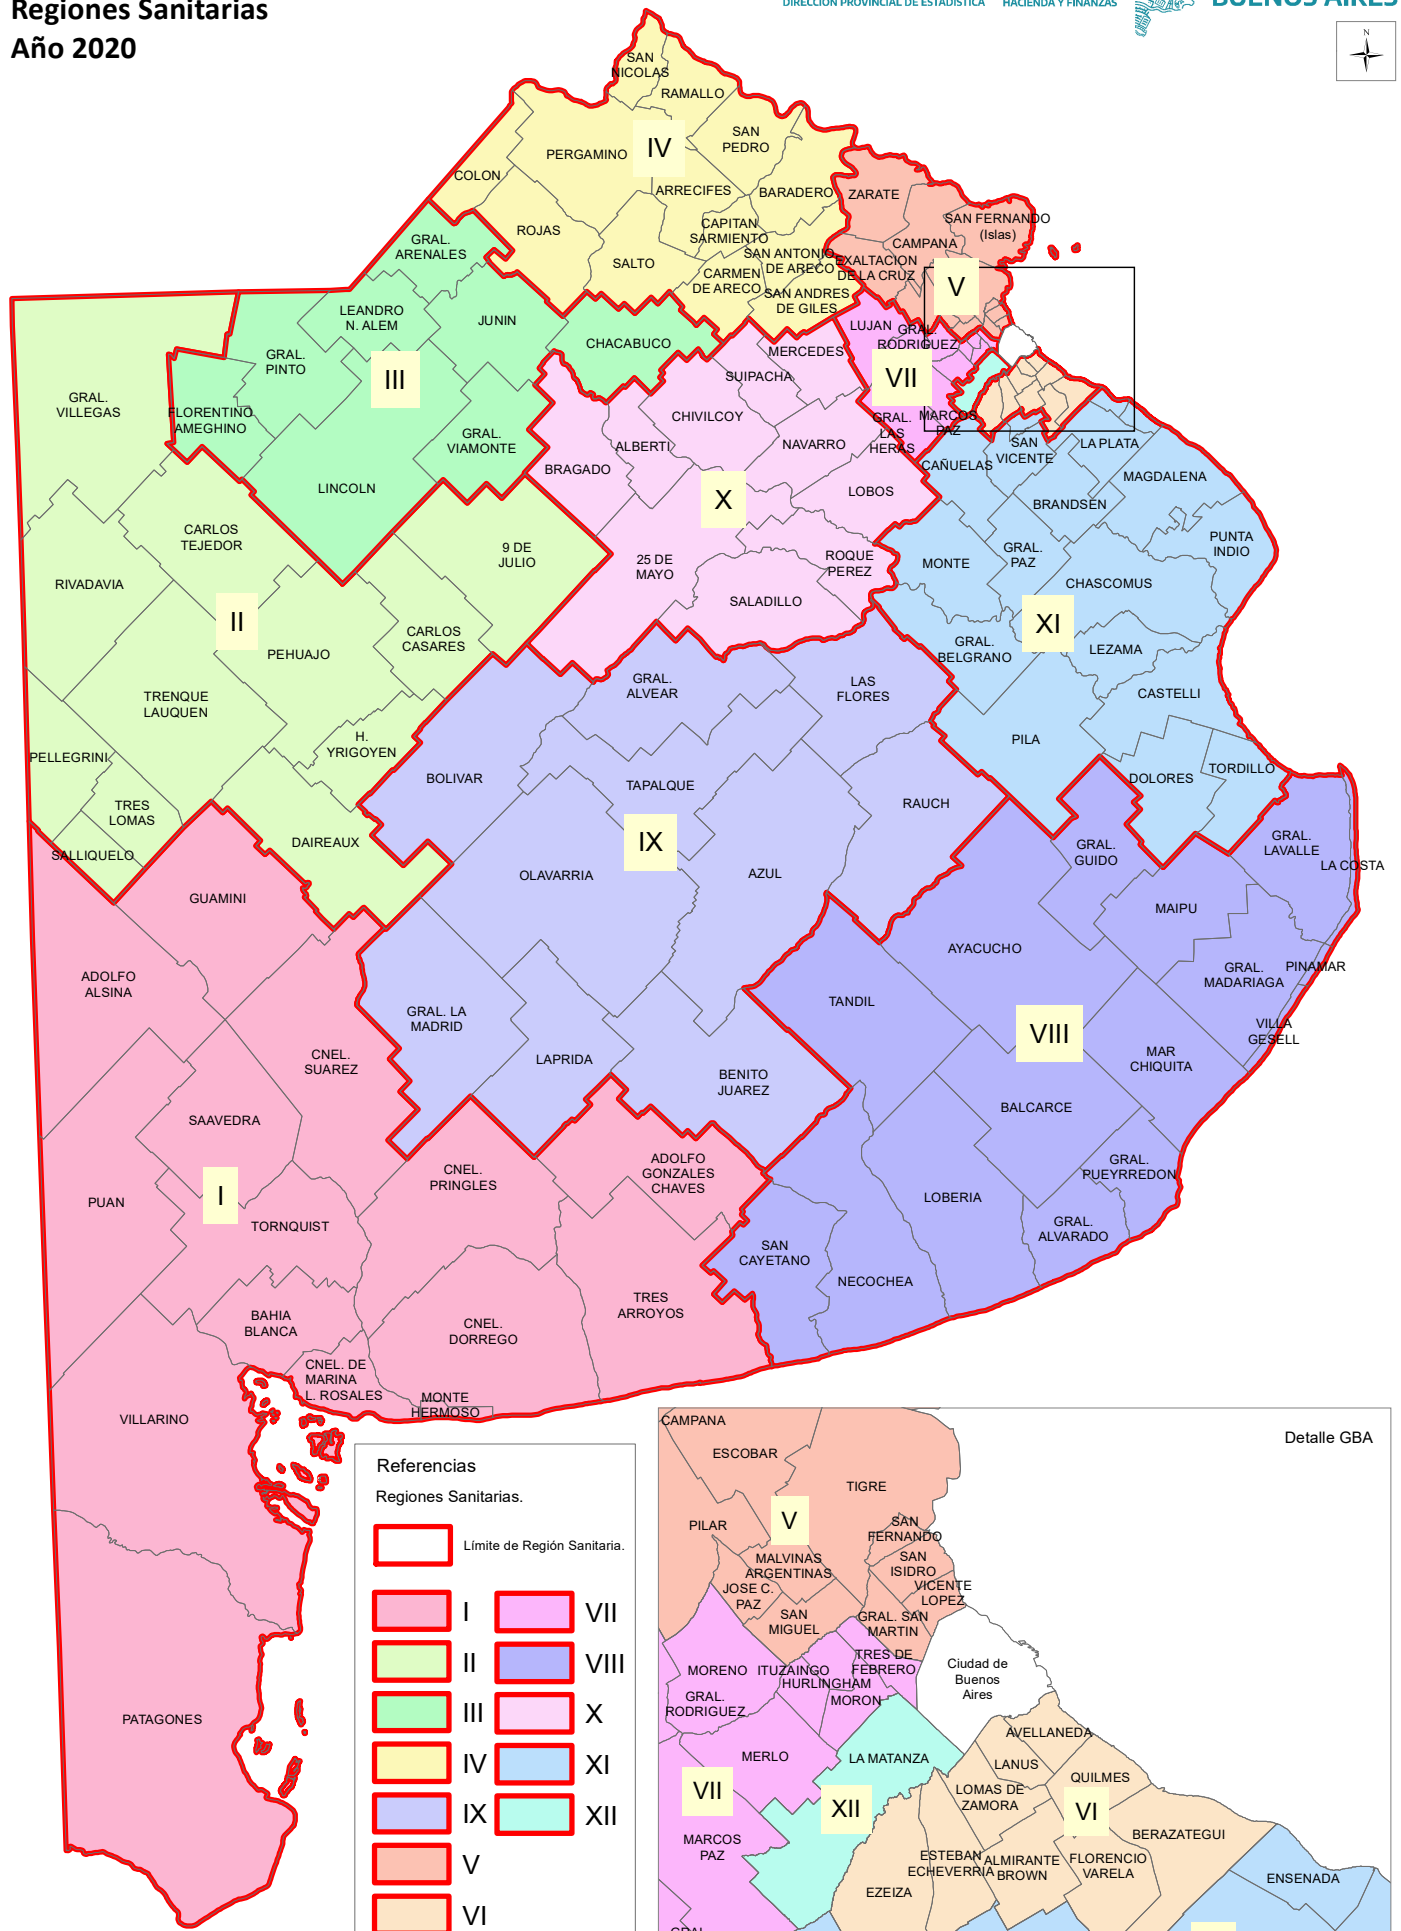 Regiones Sanitarias
Año 2020
DIRECCIÓN PROVINCIAL DE ESTADÍSTICA
HACIENDA Y FINANZAS
BUENOS AIRES
N
SAN
NICOLAS
RAMALLO
SAN
PEDRO
PERGAMINO
IV
COLON
ARRECIFES
BARADERO
ZARATE
ROJAS
CAPITAN
SARMIENTO
SAN FERNANDO
(Islas)
CAMPANA
GRAL.
ARENALES
SALTO
SAN ANTONIO
DE ARECO
EXALTACION
DE LA CRUZ
CARMEN
DE ARECO
V
SAN ANDRES
DE GILES
LEANDRO
N. ALEM
JUNIN
LUJAN
GRAL.
RODRIGUEZ
CHACABUCO
MERCEDES
GRAL.
PINTO
III
SUIPACHA
VII
GRAL.
VILLEGAS
FLORENTINO
AMEGHINO
CHIVILCOY
GRAL.
LAS
HERAS
MARCOS
PAZ
GRAL.
VIAMONTE
ALBERTI
NAVARRO
SAN
VICENTE
LA PLATA
BRAGADO
CAÑUELAS
MAGDALENA
LINCOLN
X
LOBOS
BRANDSEN
CARLOS
TEJEDOR
9 DE
JULIO
25 DE
MAYO
ROQUE
PEREZ
MONTE
GRAL.
PAZ
PUNTA
INDIO
RIVADAVIA
CHASCOMUS
SALADILLO
II
XI
CARLOS
CASARES
PEHUAJO
GRAL.
BELGRANO
LEZAMA
TRENQUE
LAUQUEN
GRAL.
ALVEAR
LAS
FLORES
CASTELLI
H.
YRIGOYEN
PILA
PELLEGRINI
BOLIVAR
TAPALQUE
DOLORES
TORDILLO
TRES
LOMAS
RAUCH
DAIREAUX
IX
SALLIQUELO
GRAL.
GUIDO
GRAL.
LAVALLE
LA COSTA
OLAVARRIA
AZUL
GUAMINI
MAIPU
AYACUCHO
ADOLFO
ALSINA
GRAL.
MADARIAGA
PINAMAR
TANDIL
GRAL. LA
MADRID
VIII
VILLA
GESELL
CNEL.
SUAREZ
LAPRIDA
MAR
CHIQUITA
BENITO
JUAREZ
BALCARCE
SAAVEDRA
ADOLFO
GONZALES
CHAVES
CNEL.
PRINGLES
GRAL.
PUEYRREDON
PUAN
I
LOBERIA
TORNQUIST
GRAL.
ALVARADO
SAN
CAYETANO
NECOCHEA
TRES
ARROYOS
BAHIA
BLANCA
CNEL.
DORREGO
CNEL. DE
MARINA
L. ROSALES
MONTE
HERMOSO
VILLARINO
PATAGONES
Referencias
Regiones Sanitarias.
Límite de Región Sanitaria.
I
VII
II
VIII
III
X
IV
XI
IX
XII
V
VI
Detalle GBA
CAMPANA
ESCOBAR
TIGRE
PILAR
V
SAN
FERNANDO
MALVINAS
ARGENTINAS
SAN
ISIDRO
JOSE C.
PAZ
VICENTE
LOPEZ
SAN
MIGUEL
GRAL. SAN
MARTIN
TRES DE
FEBRERO
MORENO
ITUZAINGO
HURLINGHAM
Ciudad de
Buenos
Aires
GRAL.
RODRIGUEZ
MORON
AVELLANEDA
MERLO
LA MATANZA
LANUS
QUILMES
VII
LOMAS DE
ZAMORA
XII
VI
MARCOS
PAZ
BERAZATEGUI
ESTEBAN
ECHEVERRIA
ALMIRANTE
BROWN
FLORENCIO
VARELA
ENSENADA
EZEIZA